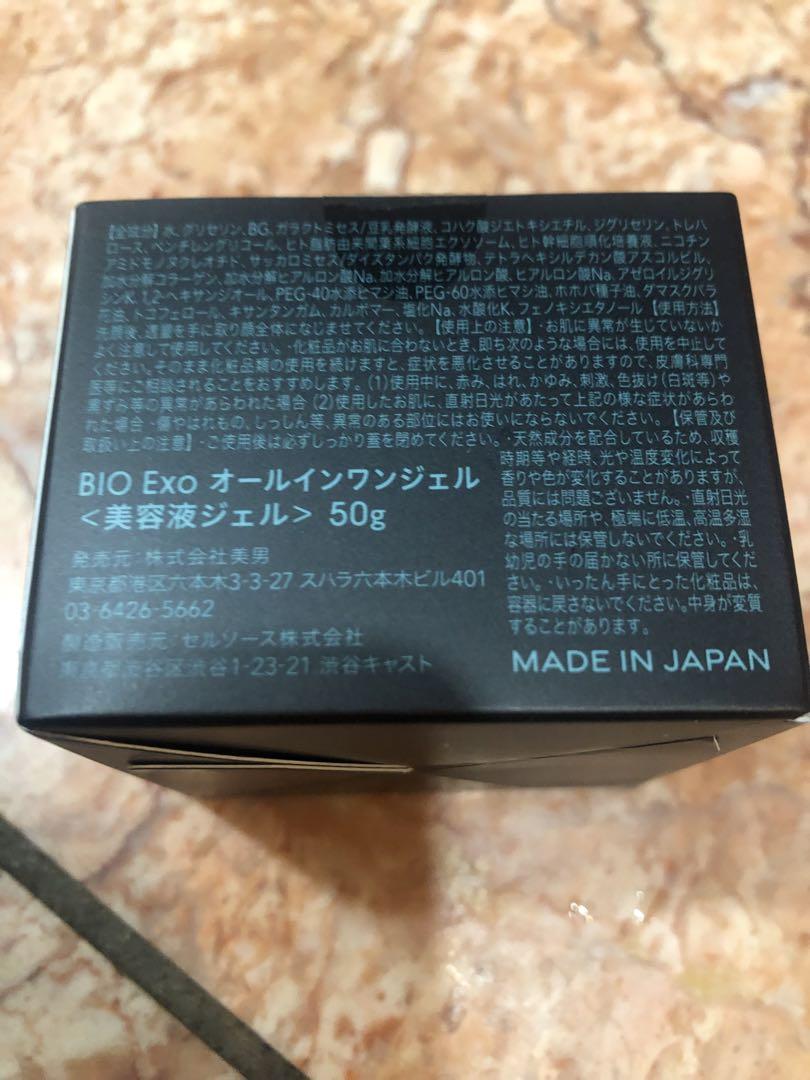 【全成分】水、グリセリン、BG、ガラクトミセス/豆乳発酵液、コハク酸ジエトキシエチル、ジグリセリン、トレハ
ロース、ペンチレングリコール、ヒト脂肪由来間葉系細胞エクソソーム、ヒト幹細胞順化培養液、ニコチン
アミドモノヌクレオチド、サッカロミセス/ダイズタンパク発酵物、テトラヘキシルデカン酸アスコルビル、
加水分解コラーゲン、加水分解ヒアルロン酸Na、加水分解ヒアルロン酸、ヒアルロン酸Na、アゼロイルジグリ
シンK、1,2-ヘキサンジオール、PEG-40水添ヒマシ油、PEG-60水添ヒマシ油、ホホバ種子油、ダマスクバラ
花油、トコフェロール、キサンタンガム、カルボマー、塩化Na、水酸化K、フェノキシエタノール【使用方法】
洗顔後、適量を手に取り顔全体になじませてください。【使用上の注意】・お肌に異常が生じていないか
よく注意して使用してください。・化粧品がお肌に合わないとき、即ち次のような場合には、使用を中止して
ください。そのまま化粧品類の使用を続けますと、症状を悪化させることがありますので、皮膚科専門
医等にご相談されることをおすすめします。(1)使用中に、赤み、はれ、かゆみ、刺激、色抜け(白斑等)や
黒ずみ等の異常があらわれた場合 (2)使用したお肌に、直射日光があたって上記の様な症状があらわ
れた場合・傷やはれもの、しっしん等、異常のある部位にはお使いにならないでください。【保管及び
取扱い上の注意】・ご使用後は必ずしっかり蓋を閉めてください。・天然成分を配合しているため、収穫
時期等や経時、光や温度変化によって
香りや色が変化することがありますが、
品質には問題ございません。・直射日光
の当たる場所や、極端に低温、高温多湿
な場所には保管しないでください。・乳
幼児の手の届かない所に保管してくだ
さい。・いったん手にとった化粧品は、
容器に戻さないでください。中身が変質
することがあります。
BIO Exo オールインワンジェル
<美容液ジェル> 50g
発売元:株式会社美男
東京都港区六本木3-3-27 スハラ六本木ビル401
03-6426-5662
製造販売元:セルソース株式会社
東京都渋谷区渋谷1-23-21 渋谷キャスト
MADE IN JAPAN